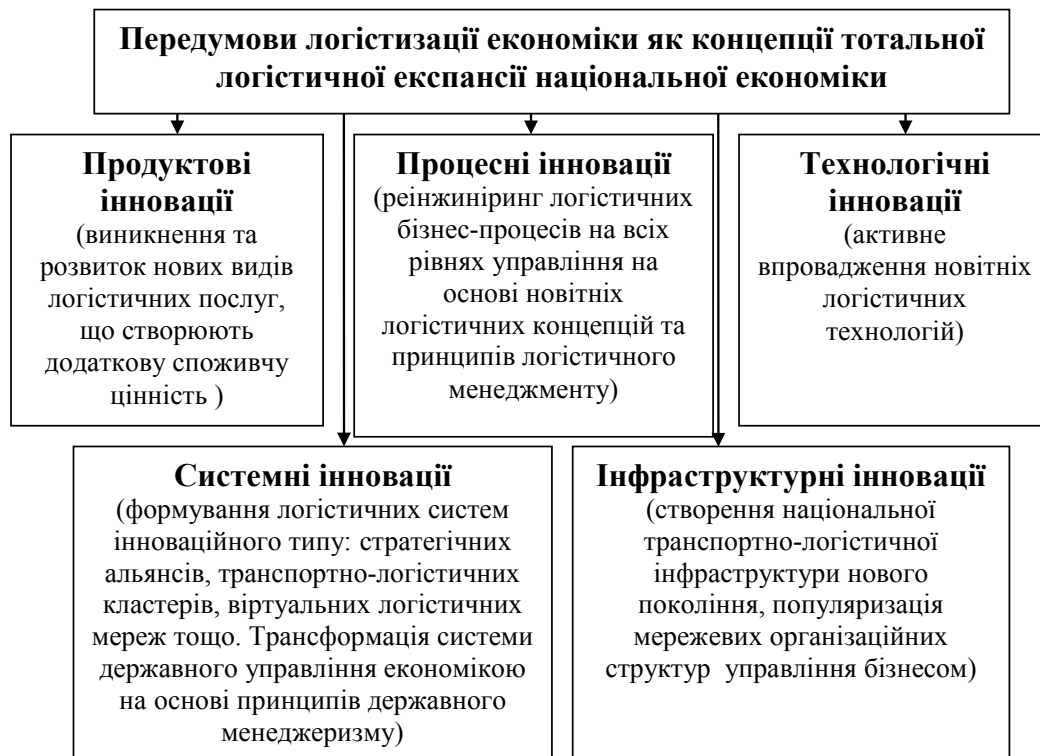 Передумови логістизації економіки як концепції тотальної
логістичної експансії національної економіки
Продуктові
інновації
(виникнення та
розвиток нових видів
логістичних послуг,
що створюють
додаткову споживчу
цінність )
Процесні інновації
(реінжиніринг логістичних
бізнес-процесів на всіх
рівнях управління на
основі новітніх
логістичних концепцій та
принципів логістичного
менеджменту)
Технологічні
інновації
(активне
впровадження новітніх
логістичних
технологій)
Системні інновації
(формування логістичних систем
інноваційного типу: стратегічних
альянсів, транспортно-логістичних
кластерів, віртуальних логістичних
мереж тощо. Трансформація системи
державного управління економікою
на основі принципів державного
менеджеризму)
Інфраструктурні інновації
(створення національної
транспортно-логістичної
інфраструктури нового
покоління, популяризація
мережевих організаційних
структур  управління бізнесом)